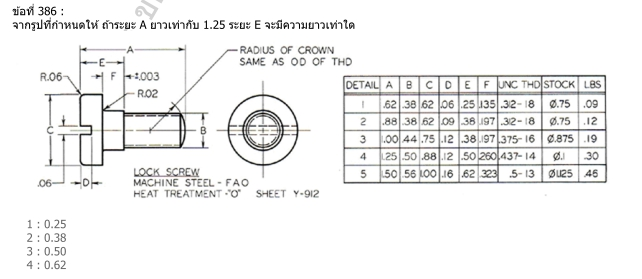 ข้อที่ 386 :
จากรูปที่กำหนดให้ ถ้าระยะ A ยาวเท่ากับ 1.25 ระยะ E จะมีความยาวเท่าใด
A
E
F
±.003
R.06
R.02
RADIUS OF CROWN
SAME AS OD OF THD
C
B
.06
D
LOCK SCREW
MACHINE STEEL - FAO
HEAT TREATMENT -"O" SHEET Y-912
DETAIL A B C D E F UNC THD STOCK LBS
1 .62 .38 .62 .06 .25 .135 .312-18 Ø.75 .09
2 .88 .38 .62 .09 .38 .197 .312-18 Ø.75 .12
3 1.00 .44 .75 .12 .38 .197 .375-16 Ø.875 .19
4 1.25 .50 .88 .12 .50 .260 .437-14 Ø.1 .30
5 1.50 .56 1.00 .16 .62 .323 .5-13 Ø1.125 .46
1 : 0.25
2 : 0.38
3 : 0.50
4 : 0.62